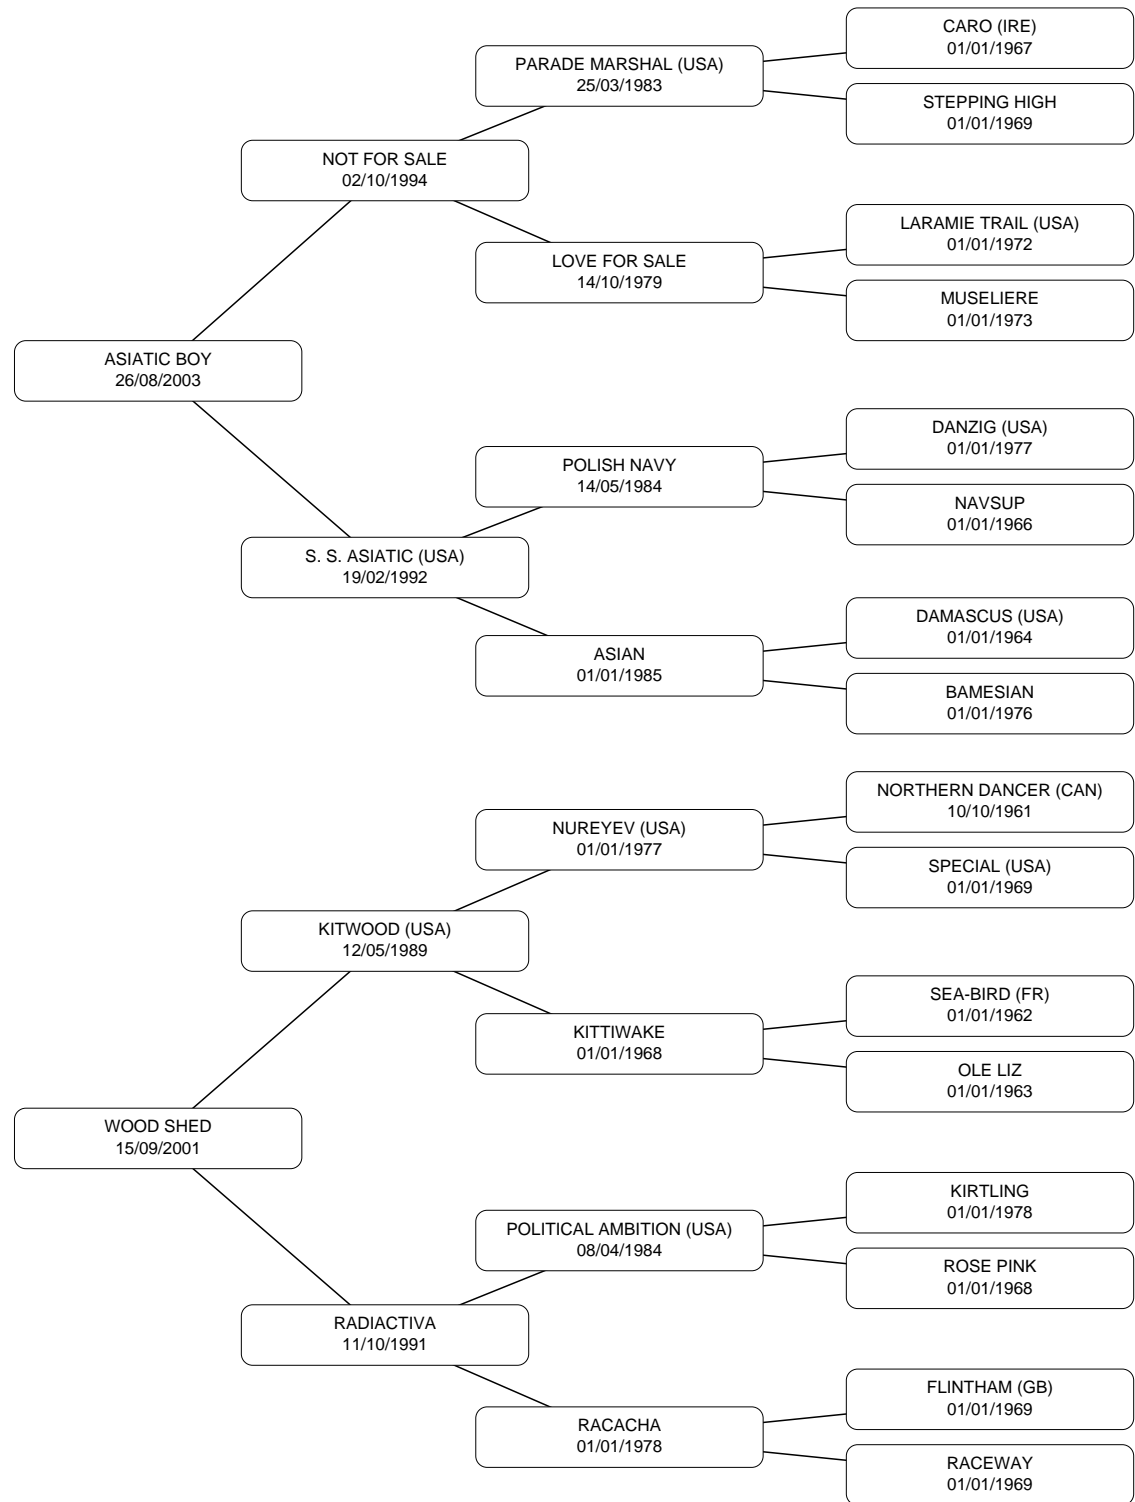 CARO (IRE)
01/01/1967
PARADE MARSHAL (USA)
25/03/1983
STEPPING HIGH
01/01/1969
NOT FOR SALE
02/10/1994
LARAMIE TRAIL (USA)
01/01/1972
LOVE FOR SALE
14/10/1979
MUSELIERE
01/01/1973
ASIATIC BOY
26/08/2003
DANZIG (USA)
01/01/1977
POLISH NAVY
14/05/1984
NAVSUP
01/01/1966
S. S. ASIATIC (USA)
19/02/1992
DAMASCUS (USA)
01/01/1964
ASIAN
01/01/1985
BAMESIAN
01/01/1976
NORTHERN DANCER (CAN)
10/10/1961
NUREYEV (USA)
01/01/1977
SPECIAL (USA)
01/01/1969
KITWOOD (USA)
12/05/1989
SEA-BIRD (FR)
01/01/1962
KITTIWAKE
01/01/1968
OLE LIZ
01/01/1963
WOOD SHED
15/09/2001
KIRTLING
01/01/1978
POLITICAL AMBITION (USA)
08/04/1984
ROSE PINK
01/01/1968
RADIACTIVA
11/10/1991
FLINTHAM (GB)
01/01/1969
RACACHA
01/01/1978
RACEWAY
01/01/1969